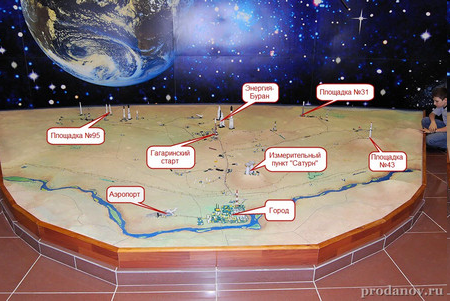 Энергия-
Буран
Площадка №31
Площадка №95
Гагаринский
старт
Измерительный
пункт "Сатурн"
Площадка
№43
Аэропорт
Город
prodanov.ru